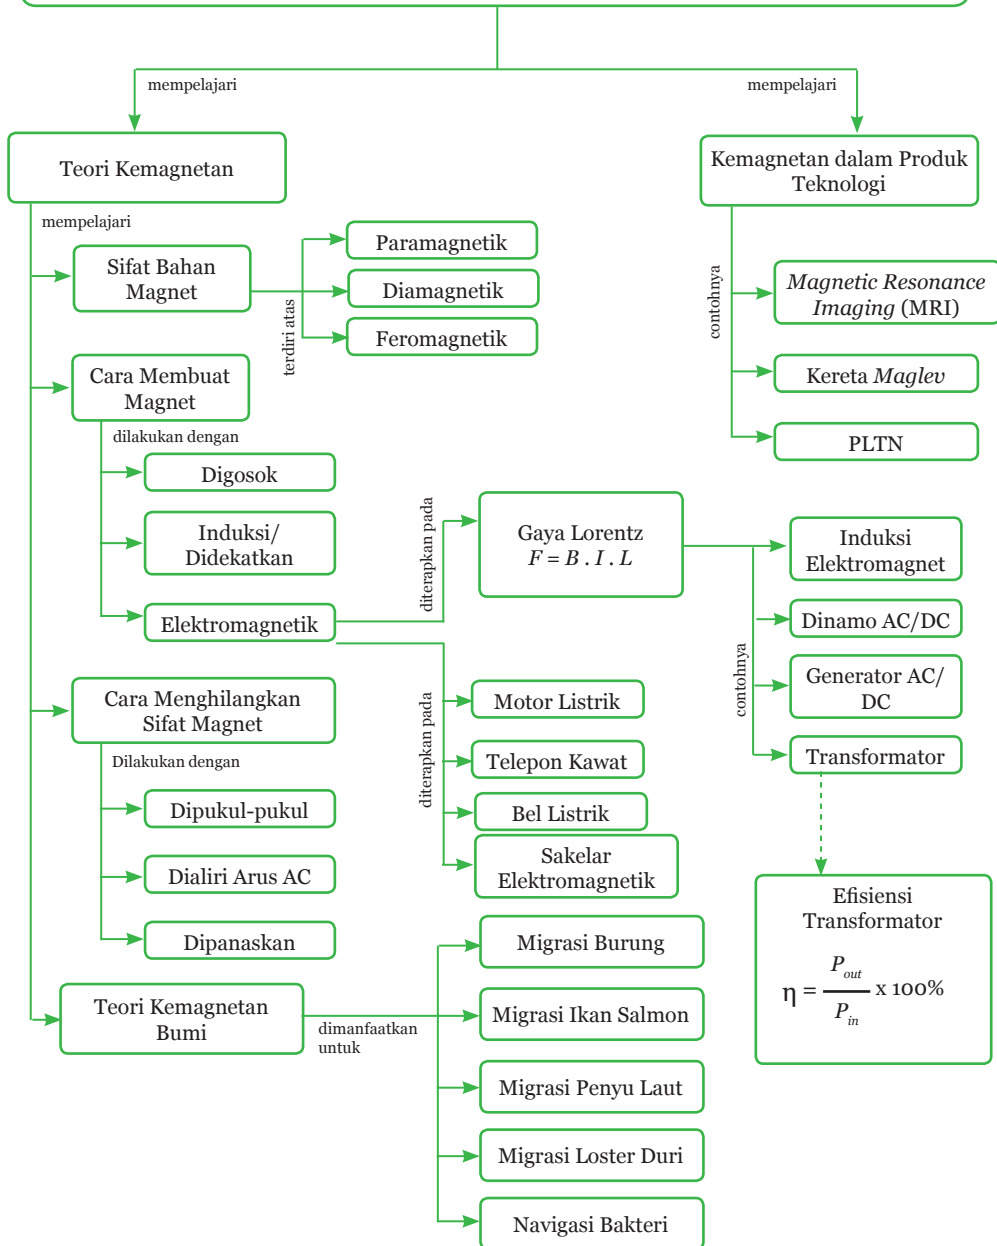 mempelajari
mempelajari
Teori Kemagnetan
Kemagnetan dalam Produk
Teknologi
mempelajari
Sifat Bahan
Magnet
terdiri atas
Paramagnetik
Diamagnetik
Feromagnetik
contohnya
Magnetic Resonance
Imaging (MRI)
Kereta Maglev
PLTN
Cara Membuat
Magnet
dilakukan dengan
Digosok
Induksi/
Didekatkan
Elektromagnetik
diterapkan pada
Gaya Lorentz
F = B . I . L
contohnya
Induksi
Elektromagnet
Dinamo AC/DC
Generator AC/
DC
Transformator
Efisiensi
Transformator
η = P_out / P_in x 100%
diterapkan pada
Motor Listrik
Telepon Kawat
Bel Listrik
Sakelar
Elektromagnetik
Cara Menghilangkan
Sifat Magnet
Dilakukan dengan
Dipukul-pukul
Dialiri Arus AC
Dipanaskan
Teori Kemagnetan
Bumi
dimanfaatkan
untuk
Migrasi Burung
Migrasi Ikan Salmon
Migrasi Penyu Laut
Migrasi Loster Duri
Navigasi Bakteri